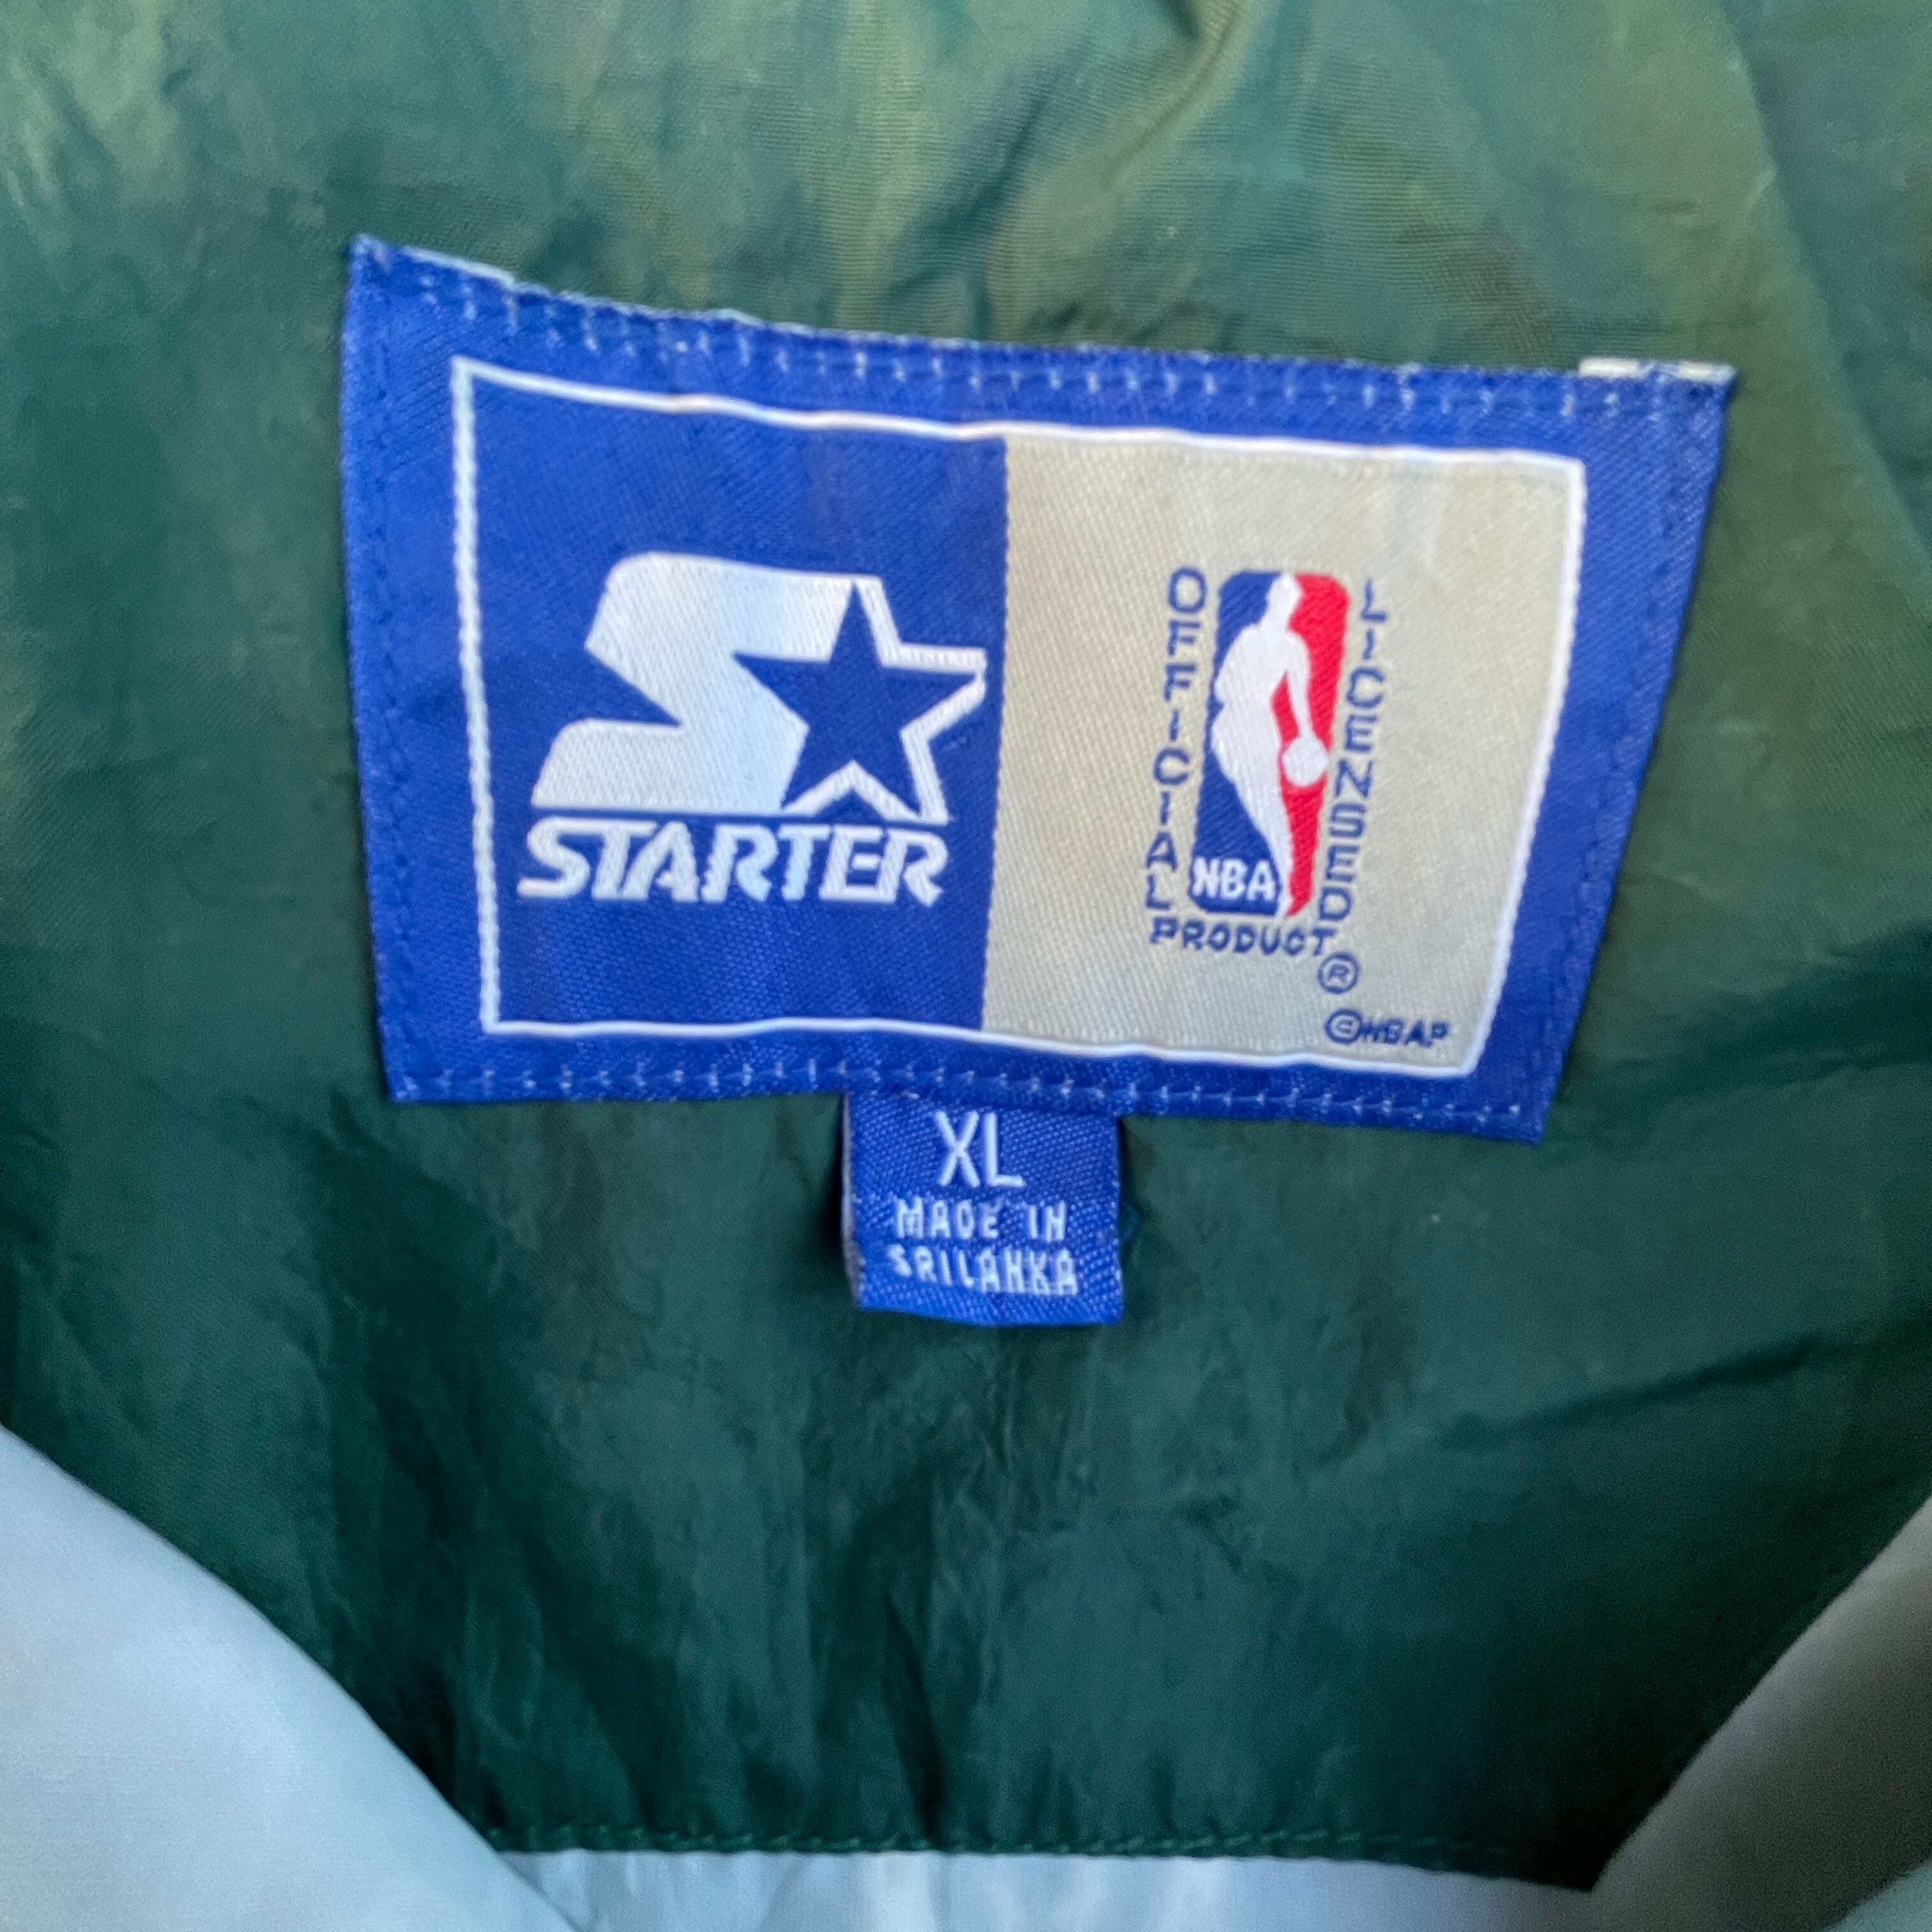 STARTER
OFFICIAL
LICENSED
NBA
PRODUCT®
©NBAP
XL
MADE IN
SRILANKA